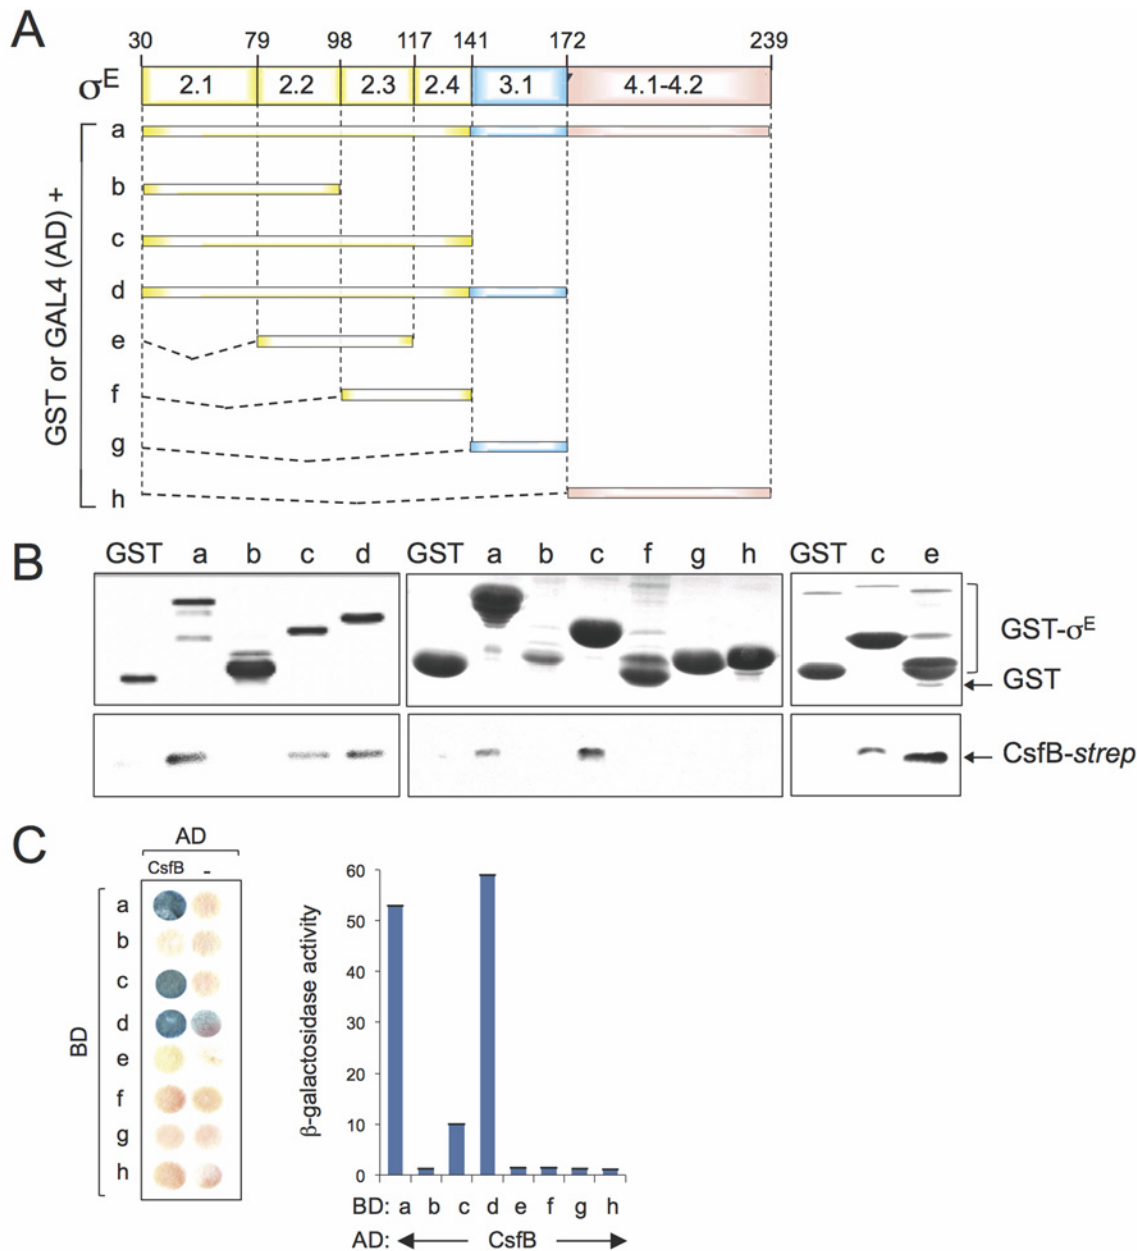 A
30 79 98 117 141 172 239
σE 2.1 2.2 2.3 2.4 3.1 4.1-4.2
GST or GAL4 (AD) +
a
b
c
d
e
f
g
h
B
GST a b c d GST a b c f g h GST c e
GST-σE
GST
CsfB-strep
C
AD
CsfB -
BD
a
b
c
d
e
f
g
h
β-galactosidase activity
60
50
40
30
20
10
0
BD: a b c d e f g h
AD: CsfB